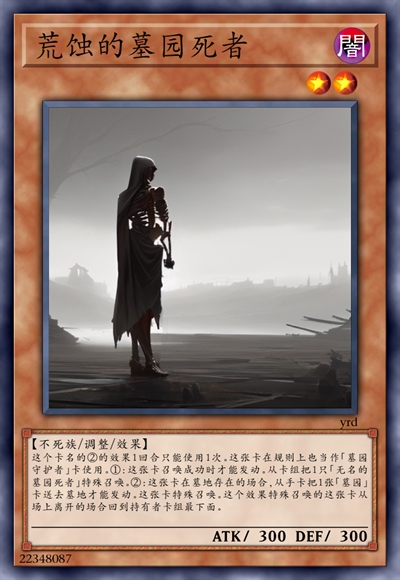 荒蚀的墓园死者
闇
yrd
【不死族/调整/效果】
这个卡名的②的效果1回合只能使用1次。这张卡在规则上也当作「墓园
守护者」卡使用。①:这张卡召唤成功时才能发动。从卡组把1只「无名的
墓园死者」特殊召唤。②:这张卡在墓地存在的场合,从手卡把1张「墓园」
卡送去墓地才能发动。这张卡特殊召唤。这个效果特殊召唤的这张卡从
场上离开的场合回到持有者卡组最下面。
ATK/ 300 DEF/ 300
22348087